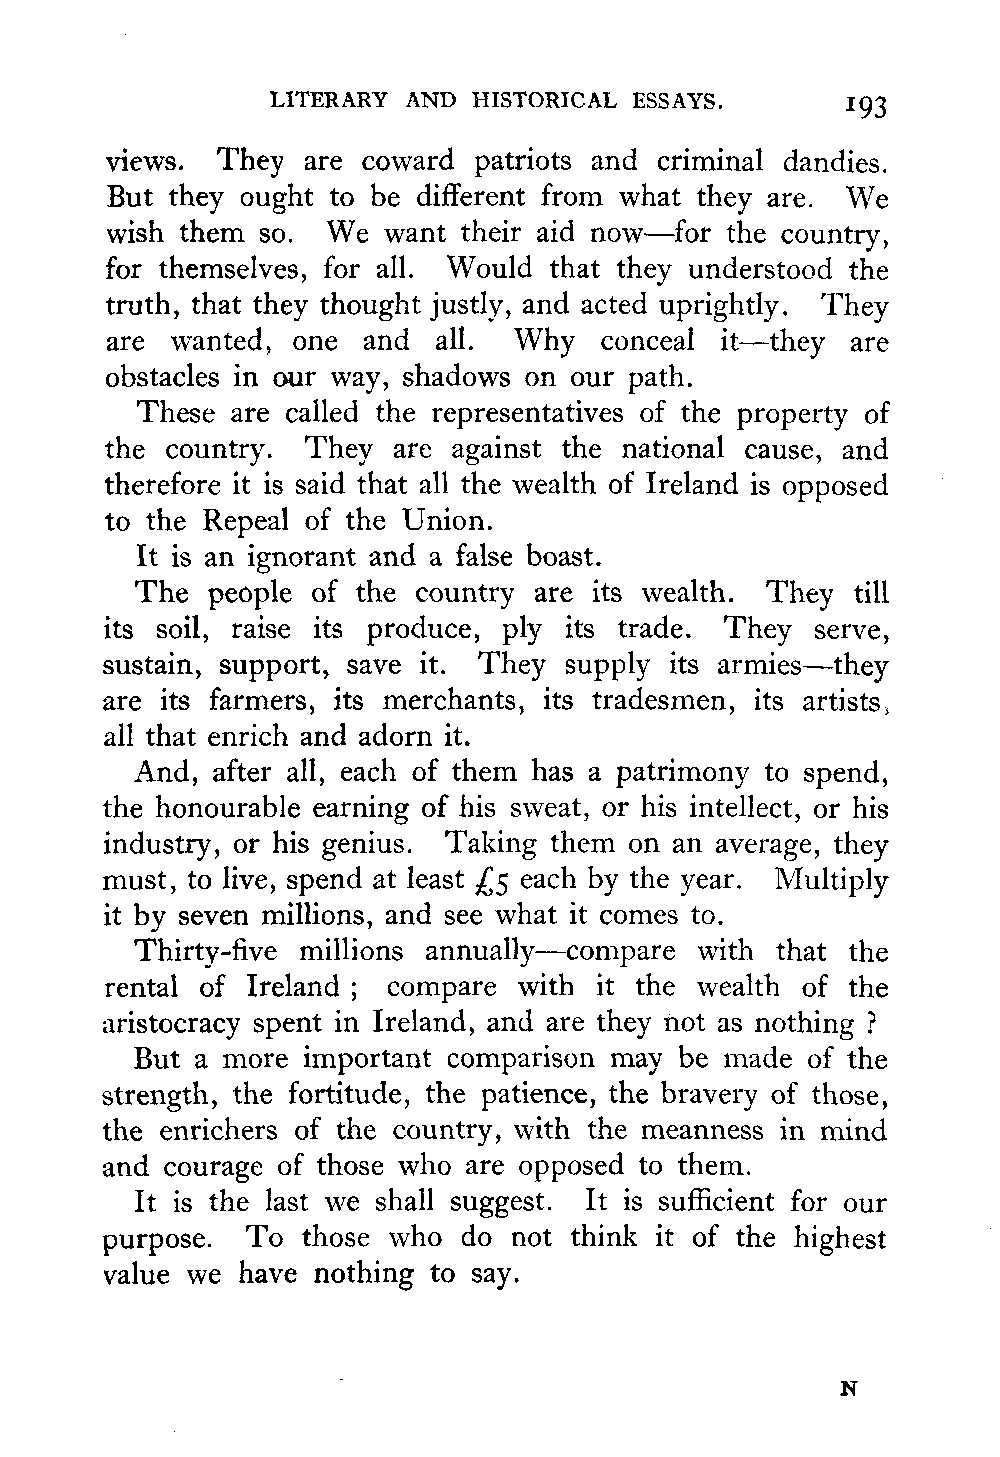 LITERARY AND HISTORICAL ESSAYS. 193
views. They are coward patriots and criminal dandies.
But they ought to be different from what they are. We
wish them so. We want their aid now—for the country,
for themselves, for all. Would that they understood the
truth, that they thought justly, and acted uprightly. They
are wanted, one and all. Why conceal it—they are
obstacles in our way, shadows on our path.
These are called the representatives of the property of
the country. They are against the national cause, and
therefore it is said that all the wealth of Ireland is opposed
to the Repeal of the Union.
It is an ignorant and a false boast.
The people of the country are its wealth. They till
its soil, raise its produce, ply its trade. They serve,
sustain, support, save it. They supply its armies—they
are its farmers, its merchants, its tradesmen, its artists,
all that enrich and adorn it.
And, after all, each of them has a patrimony to spend,
the honourable earning of his sweat, or his intellect, or his
industry, or his genius. Taking them on an average, they
must, to live, spend at least £5 each by the year. Multiply
it by seven millions, and see what it comes to.
Thirty-five millions annually—compare with that the
rental of Ireland ; compare with it the wealth of the
aristocracy spent in Ireland, and are they not as nothing ?
But a more important comparison may be made of the
strength, the fortitude, the patience, the bravery of those,
the enrichers of the country, with the meanness in mind
and courage of those who are opposed to them.
It is the last we shall suggest. It is sufficient for our
purpose. To those who do not think it of the highest
value we have nothing to say.
N